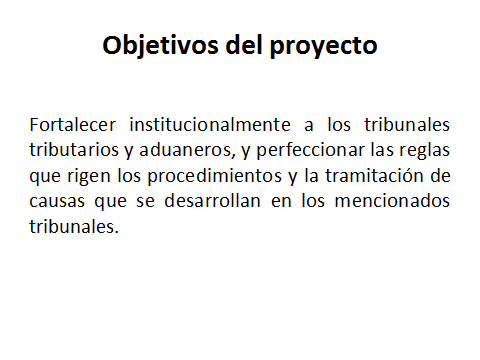 Objetivos del proyecto
Fortalecer institucionalmente a los tribunales
tributarios y aduaneros, y perfeccionar las reglas
que rigen los procedimientos y la tramitación de
causas que se desarrollan en los mencionados
tribunales.